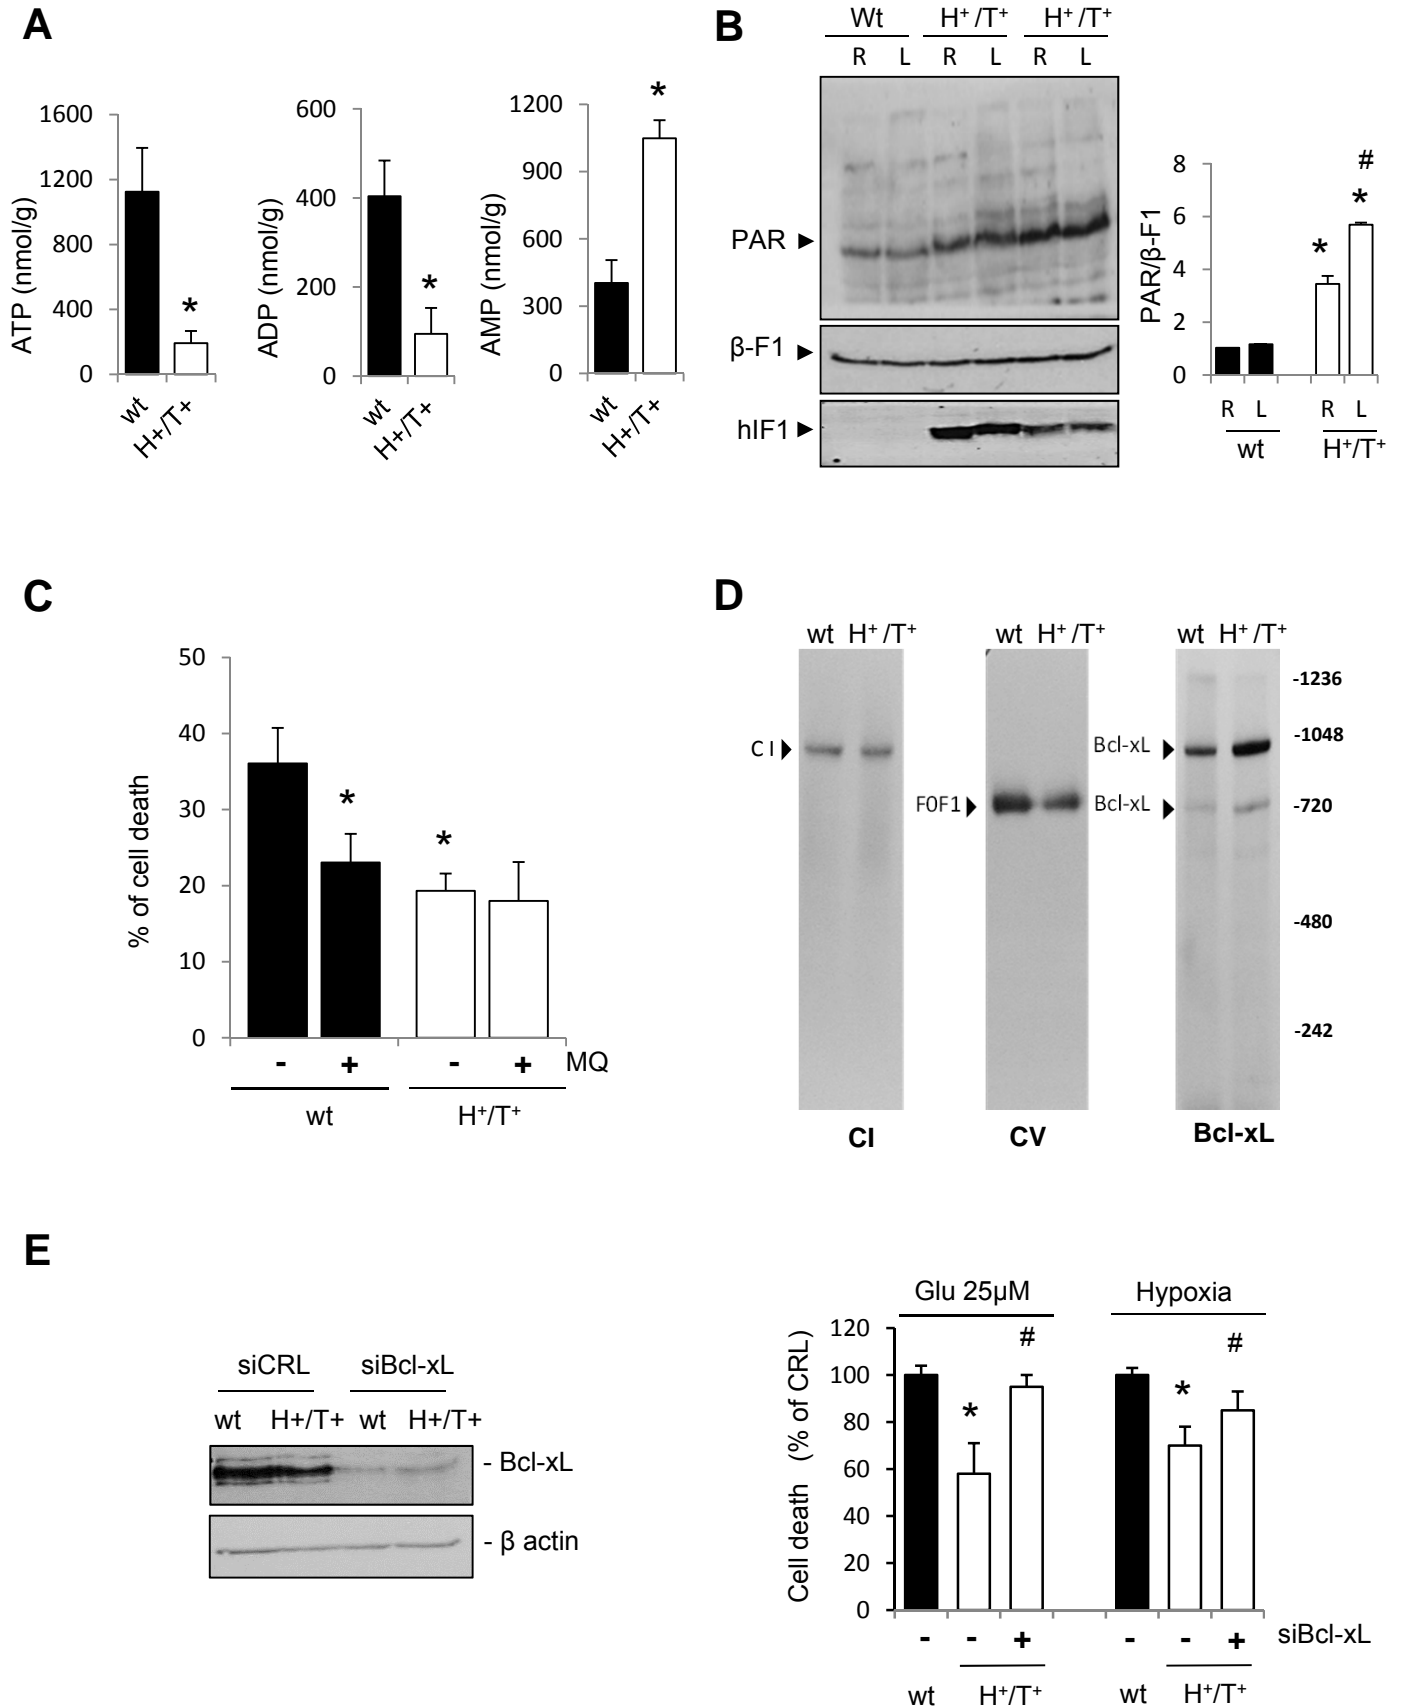 A
1600
1200
800
400
0
ATP (nmol/g)
*
wt
H+/T+
600
400
200
0
ADP (nmol/g)
*
wt
H+/T+
1200
900
600
300
0
AMP (nmol/g)
*
wt
H+/T+
B
Wt H⁺/T⁺ H⁺/T⁺
R L R L R L
PAR
β-F1
hIF1
8
6
4
2
0
PAR/β-F1
*
#
*
R L R L
wt H⁺/T⁺
C
50
40
30
20
10
0
% of cell death
*
*
- + - + MQ
wt H⁺/T⁺
D
wt H⁺/T⁺
CI
CI
wt H⁺/T⁺
F0F1
CV
wt H⁺/T⁺
Bcl-xL
Bcl-xL
-1236
-1048
-720
-480
-242
Bcl-xL
E
siCRL siBcl-xL
wt H+/T+ wt H+/T+
- Bcl-xL
- β actin
Glu 25µM Hypoxia
120
100
80
60
40
20
0
Cell death (% of CRL)
*
#
*
#
- - + - - + siBcl-xL
wt H⁺/T⁺ wt H⁺/T⁺